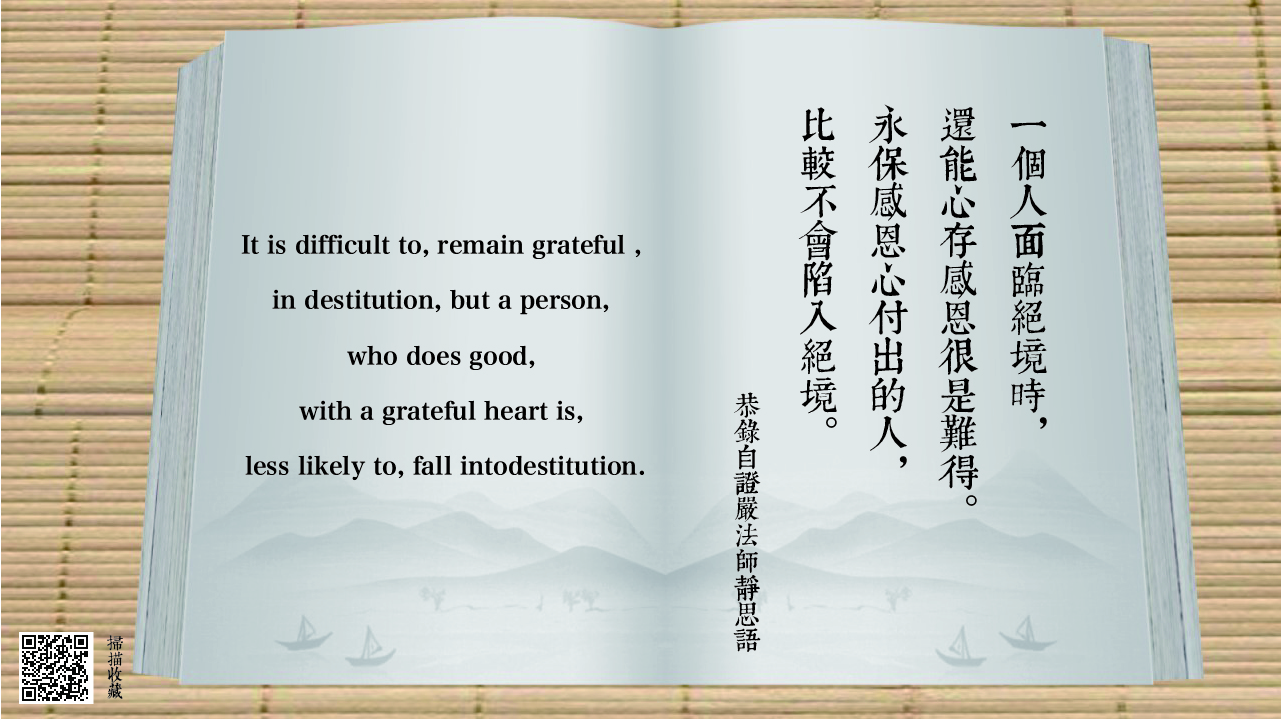 It is difficult to, remain grateful ,
in destitution, but a person,
who does good,
with a grateful heart is,
less likely to, fall intodestitution.
一個人面臨絕境時，
還能心存感恩很是難得。
永保感恩心付出的人，
比較不會陷入絕境。
恭錄自證嚴法師靜思語
掃描收藏